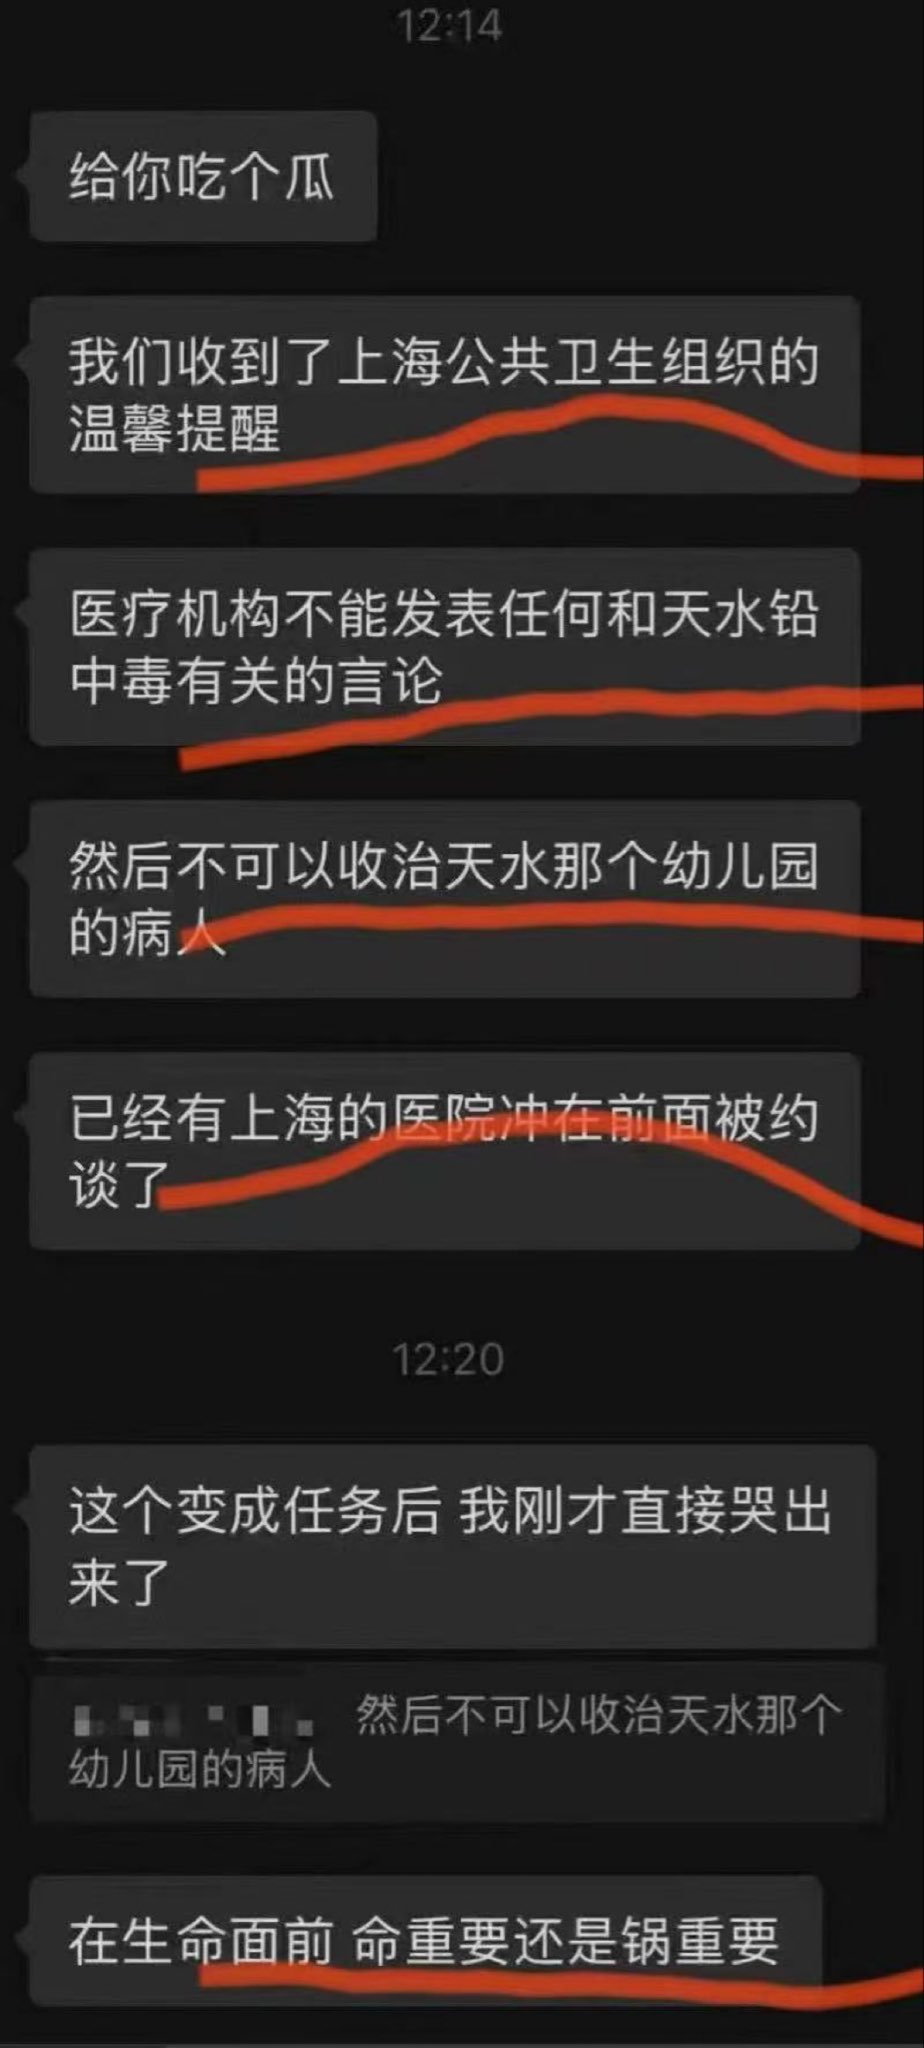 12:14
给你吃个瓜
我们收到了上海公共卫生组织的
温馨提醒
医疗机构不能发表任何和天水铅
中毒有关的言论
然后不可以收治天水那个幼儿园
的病人
已经有上海的医院冲在前面被约
谈了
12:20
这个变成任务后 我刚才直接哭出
来了
然后不可以收治天水那个
幼儿园的病人
在生命面前 命重要还是锅重要